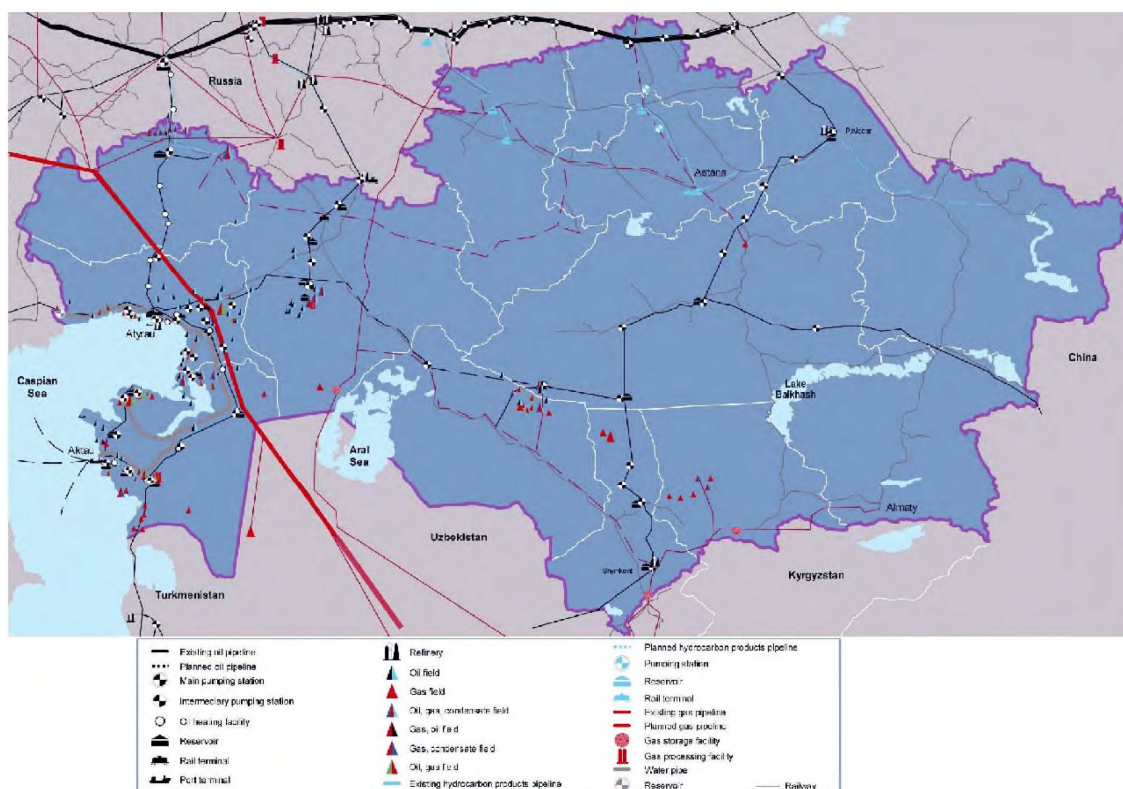 Russia
Pavlodar
Astana
Atyrau
China
Caspian
Sea
Lake
Balkhash
Aktau
Aral
Sea
Almaty
Uzbekistan
Shymkent
Kyrgyzstan
Turkmenistan
Existing oil pipeline
Planned oil pipeline
Main pumping station
Intermediary pumping station
Oil heating facility
Reservoir
Rail terminal
Port terminal
Refinery
Oil field
Gas field
Oil, gas, condensate field
Gas, oil field
Gas, condensate field
Oil, gas field
Existing hydrocarbon products pipeline
Planned hydrocarbon products pipeline
Pumping station
Reservoir
Rail terminal
Existing gas pipeline
Planned gas pipeline
Gas storage facility
Gas processing facility
Water pipe
Reservoir
Railway